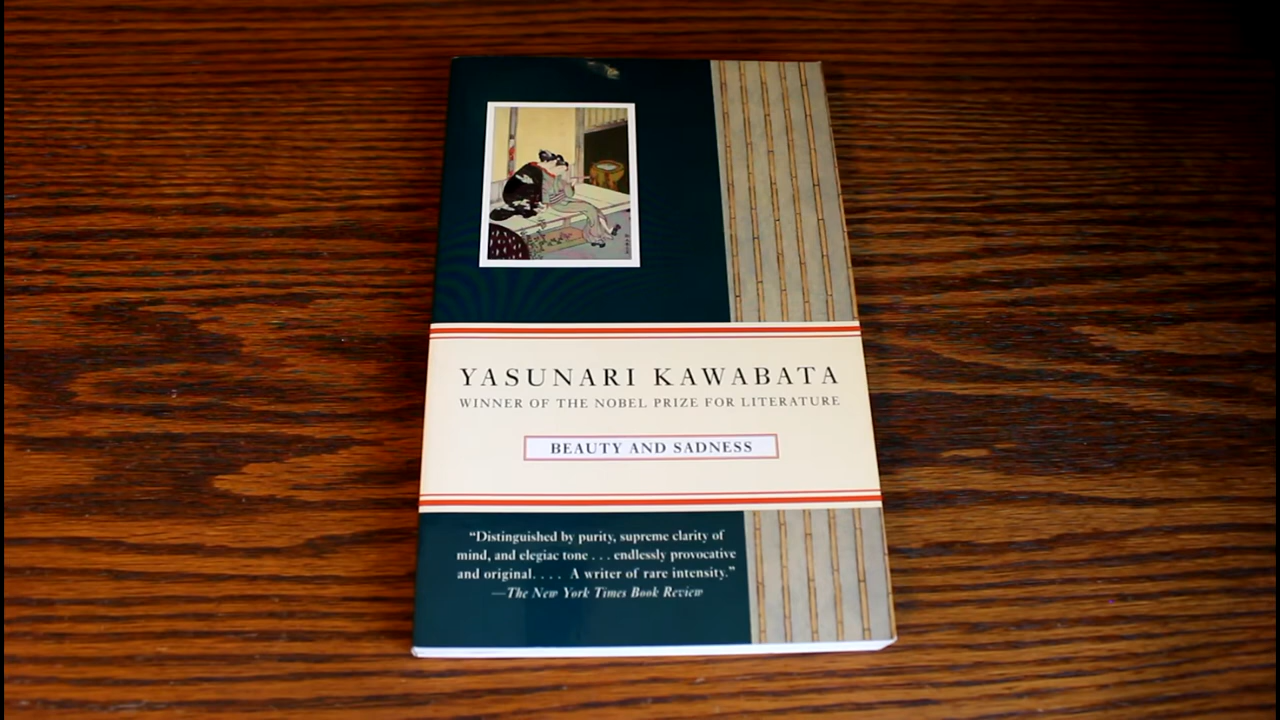 YASUNARI KAWABATA
WINNER OF THE NOBEL PRIZE FOR LITERATURE
BEAUTY AND SADNESS
“Distinguished by purity, supreme clarity of
mind, and elegiac tone . . . endlessly provocative
and original. . . . A writer of rare intensity.”
—The New York Times Book Review